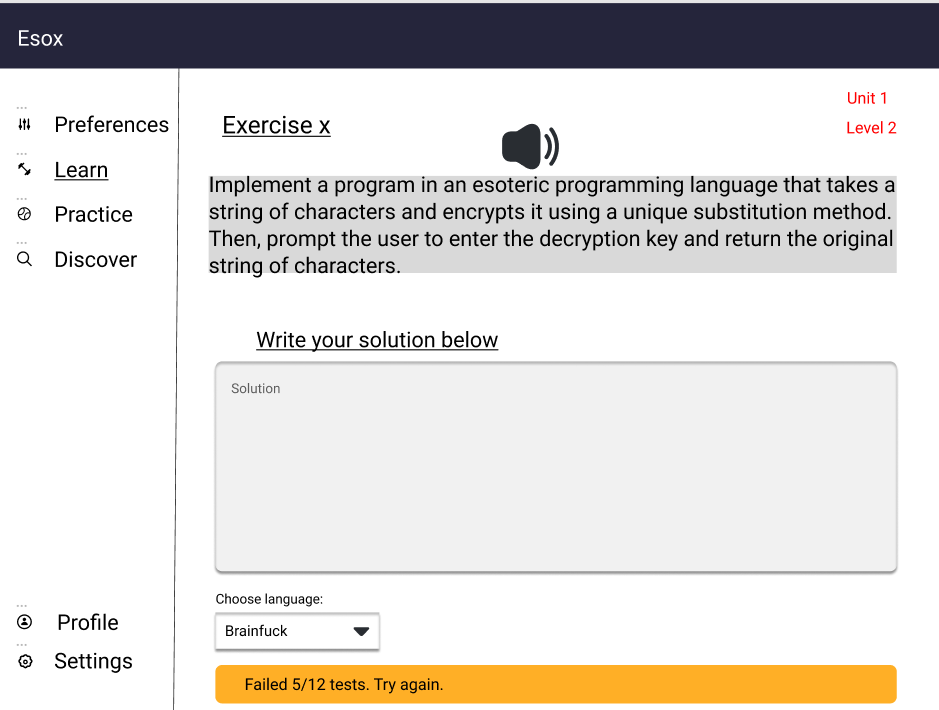 Esox
Preferences
Learn
Practice
Discover
Profile
Settings
Unit 1
Level 2
Exercise x
Implement a program in an esoteric programming language that takes a
string of characters and encrypts it using a unique substitution method.
Then, prompt the user to enter the decryption key and return the original
string of characters.
Write your solution below
Solution
Choose language:
Brainfuck
Failed 5/12 tests. Try again.